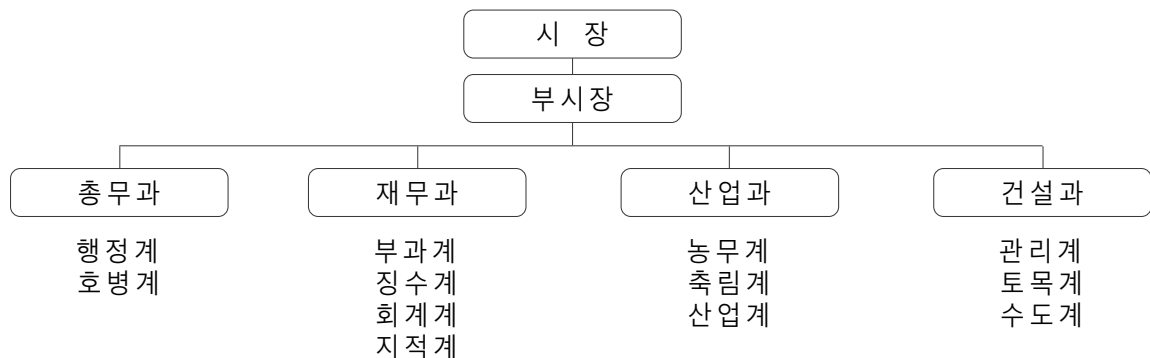 시 장
부시장
총무과 재무과 산업과 건설과
행정계 부과계 농무계 관리계
호병계 징수계 축림계 토목계
회계계 산업계 수도계
지적계